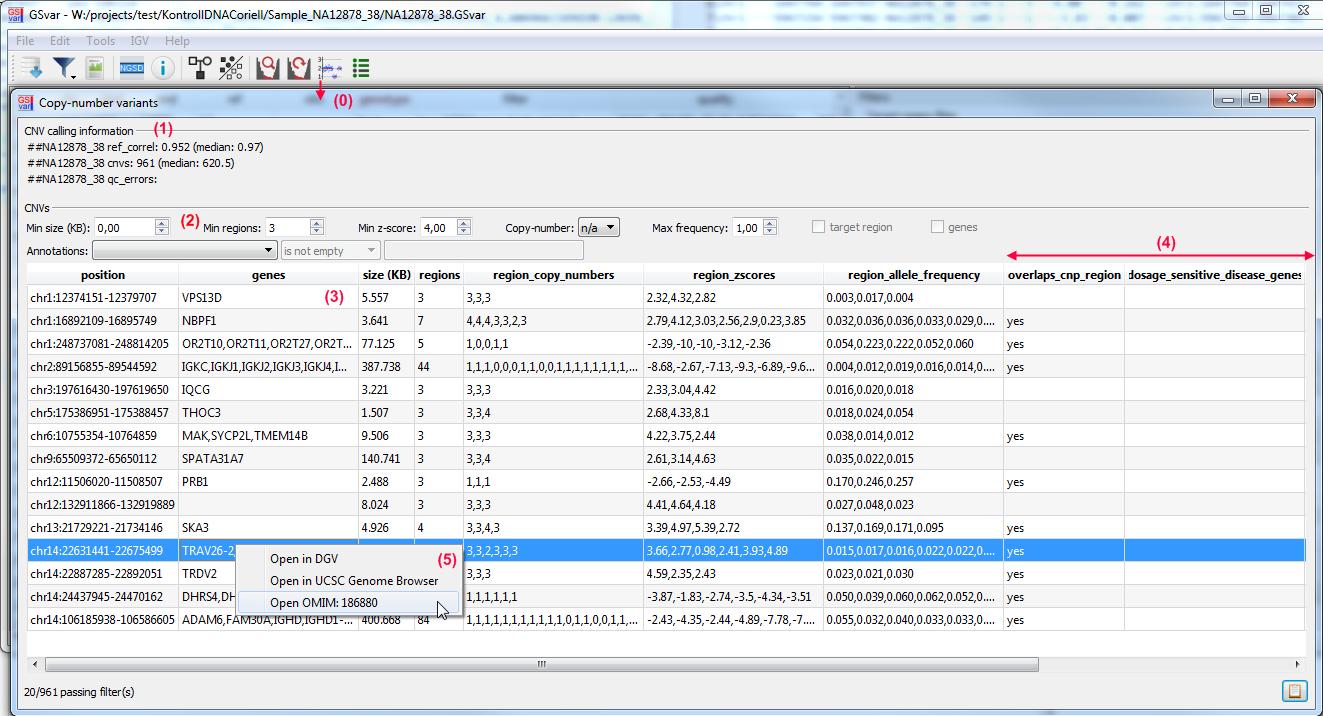 GSvar - W:/projects/test/KontrollDNACoriell/Sample_NA12878_38/NA12878_38.GSvar
File Edit Tools IGV Help
NGSD
(0)
GS var Copy-number variants
CNV calling information (1)
##NA12878_38 ref_correl: 0.952 (median: 0.97)
##NA12878_38 cnvs: 961 (median: 620.5)
##NA12878_38 qc_errors:
CNVs
Min size (KB): 0,00 (2) Min regions: 3 Min z-score: 4,00 Copy-number: n/a Max frequency: 1,00 target region genes
Annotations: is not empty (4)
position genes size (KB) regions region_copy_numbers region_zscores region_allele_frequency overlaps_cnp_region dosage_sensitive_disease_genes
chr1:12374151-12379707 VPS13D (3) 5.557 3 3,3,3 2.32,4.32,2.82 0.003,0.017,0.004
chr1:16892109-16895749 NBPF1 3.641 7 4,4,4,3,3,2,3 2.79,4.12,3.03,2.56,2.9,0.23,3.85 0.032,0.036,0.036,0.033,0.029,0.... yes
chr1:248737081-248814205 OR2T10,OR2T11,OR2T27,OR2T... 77.125 5 1,0,0,1,1 -2.39,-10,-10,-3.12,-2.36 0.054,0.223,0.222,0.052,0.060 yes
chr2:89156855-89544592 IGKC,IGKJ1,IGKJ2,IGKJ3,IGKJ4,I... 387.738 44 1,1,1,0,0,0,1,1,0,0,1,1,1,1,1,1,1,1,... -8.68,-2.67,-7.13,-9.3,-6.89,-9.6... 0.004,0.012,0.019,0.016,0.014,0.... yes
chr3:197616430-197619650 IQCG 3.221 3 3,3,3 2.33,3.04,4.42 0.016,0.020,0.018
chr5:175386951-175388457 THOC3 1.507 3 3,3,4 2.68,4.33,8.1 0.018,0.024,0.054
chr6:10755354-10764859 MAK,SYCP2L,TMEM14B 9.506 3 3,3,3 4.22,3.75,2.44 0.038,0.014,0.012 yes
chr9:65509372-65650112 SPATA31A7 140.741 3 3,3,4 2.61,3.14,4.63 0.035,0.022,0.015
chr12:11506020-11508507 PRB1 2.488 3 1,1,1 -2.66,-2.53,-4.49 0.170,0.246,0.257 yes
chr12:132911866-132919889 8.024 3 3,3,3 4.41,4.64,4.18 0.027,0.048,0.023
chr13:21729221-21734146 SKA3 4.926 4 3,3,4,3 3.39,4.97,5.39,2.72 0.137,0.169,0.171,0.095 yes
chr14:22631441-22675499 TRAV26-2, 3,3,2,3,3,3 3.66,2.77,0.98,2.41,3.93,4.89 0.015,0.017,0.016,0.022,0.022,0.... yes
Open in DGV (5)
chr14:22887285-22892051 TRDV2 3,3,3 4.59,2.35,2.43 0.023,0.021,0.030 yes
Open in UCSC Genome Browser
chr14:24437945-24470162 DHRS4,DH 1,1,1,1,1,1 -3.87,-1.83,-2.74,-3.5,-4.34,-3.51 0.050,0.039,0.060,0.062,0.052,0.... yes
Open OMIM: 186880
chr14:106185938-106586605 ADAM6,FAM30A,IGHD,IGHD1-... 400.668 84 1,1,1,1,1,1,1,1,1,1,0,1,1,0,0,1,1,... -2.43,-4.35,-2.44,-4.89,-7.78,-7.... 0.055,0.032,0.040,0.033,0.033,0.... yes
20/961 passing filter(s)